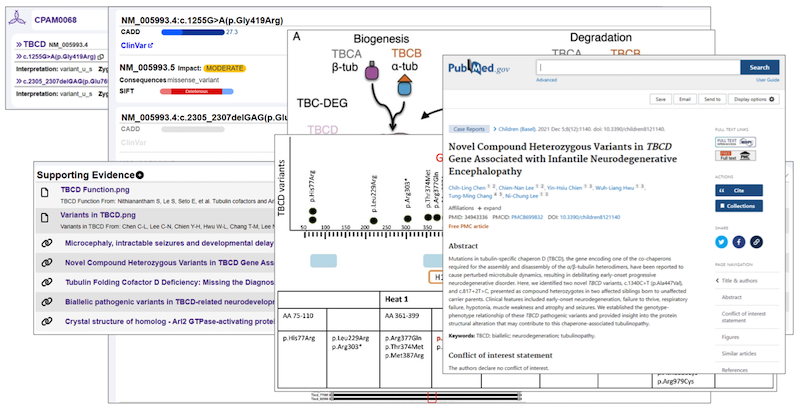 CPAM0068
TBCD NM_005993.4
c.1255G>A(p.Gly419Arg)
Interpretation: variant_u_s Zyg
c.2305_2307delGAG(p.Glu76
Interpretation: variant_u_s
NM_005993.4:c.1255G>A(p.Gly419Arg)
CADD 27.3
ClinVar
NM_005993.5 Impact: MODERATE
Consequences missense_variant
SIFT Deleterious
NM_005993.4:c.2305_2307delGAG(p.Glu
CADD
ClinVar
A
Biogenesis Degradation
TBCA TBCB
β-tub α-tub
TBCA TBCB
TBC-DEG
TBCD
Supporting Evidence
TBCD Function.png
TBCD Function From: Nithianantham S, Le S, Seto E, et al. Tubulin cofactors and Ar
Variants in TBCD.png
Variants in TBCD From: Chen C-L, Lee C-N, Chien Y-H, Hwu W-L, Chang T-M, Lee N
Microcephaly, intractable seizures and developmental delay
Novel Compound Heterozygous Variants in TBCD Gene Asso
Tubulin Folding Cofactor D Deficiency: Missing the Diagnos
Biallelic pathogenic variants in TBCD-related neurodevelop
Crystal structure of homolog - Arl2 GTPase-activating protei
TBCD variants
p.His77Arg
p.Leu229Arg
p.Arg303*
p.Thr374Met
p.Arg377Gln
50 100 150 200 250 300 350
Heat 1
AA 75-110 AA 361-399
p.His77Arg
p.Leu229Arg
p.Arg303*
p.Arg377Gln
p.Thr374Met
p.Met387Arg
p.Arg979Cys
PubMed.gov
Search
Advanced User Guide
Save Email Send to Display options
Case Reports Children (Basel). 2021 Dec 5;8(12):1140. doi: 10.3390/children8121140.
Novel Compound Heterozygous Variants in TBCD
Gene Associated with Infantile Neurodegenerative
Encephalopathy
Chih-Ling Chen, Chien-Nan Lee, Yin-Hsiu Chien, Wuh-Liang Hwu,
Tung-Ming Chang, Ni-Chung Lee
Affiliations + expand
PMID: 34943336 PMCID: PMC8699832 DOI: 10.3390/children8121140
Free PMC article
Abstract
Mutations in tubulin-specific chaperon D (TBCD), the gene encoding one of the co-chaperons
required for the assembly and disassembly of the α/β-tubulin heterodimers, have been reported to
cause perturbed microtubule dynamics, resulting in debilitating early-onset progressive
neurodegenerative disorder. Here, we identified two novel TBCD variants, c.1340C>T (p.Ala447Val),
and c.817+2T>C, presented as compound heterozygotes in two affected siblings born to unaffected
carrier parents. Clinical features included early-onset neurodegeneration, failure to thrive, respiratory
failure, hypotonia, muscle weakness and atrophy and seizures. We established the genotype-
phenotype relationship of these TBCD pathogenic variants and provided insight into the protein
structural alteration that may contribute to this chaperone-associated tubulinopathy.
Keywords: TBCD; biallelic; neurodegeneration; tubulinopathy.
Conflict of interest statement
The authors declare no conflict of interest.
FULL TEXT LINKS
ACTIONS
Cite
Collections
SHARE
PAGE NAVIGATION
Title & authors
Abstract
Conflict of interest
statement
Figures
Similar articles
References